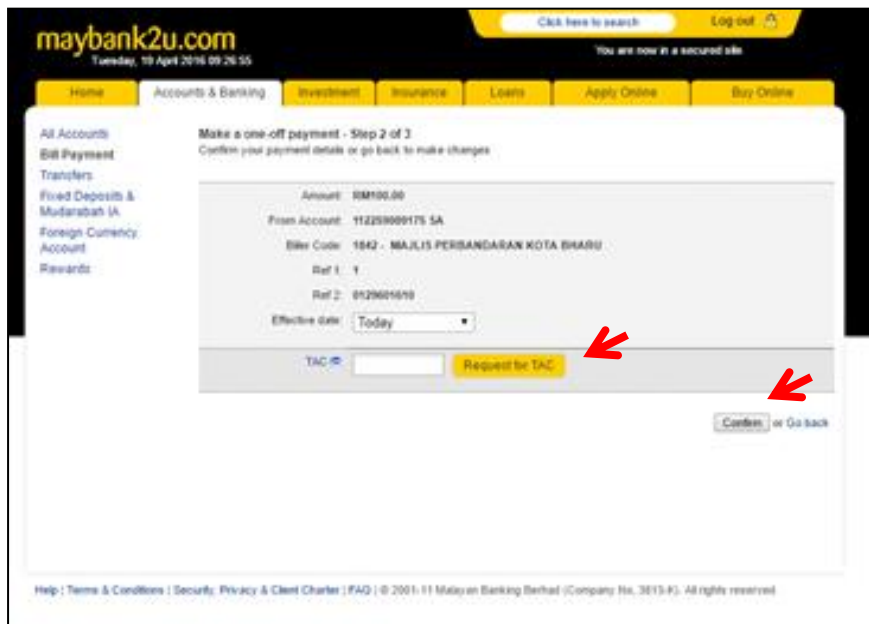 maybank2u.com
Tuesday, 19 April 2016 09:26:55
Click here to search
Log out
You are now in a secured site
Home
Accounts & Banking
Investment
Insurance
Loans
Apply Online
Buy Online
All Accounts
Bill Payment
Transfers
Fixed Deposits &
Mudarabah IA
Foreign Currency
Account
Rewards
Make a one-off payment - Step 2 of 3
Confirm your payment details or go back to make changes
Amount: RM100.00
From Account: 112259009175 SA
Biller Code: 1842 - MAJLIS PERBANDARAN KOTA BHARU
Ref 1: 1
Ref 2: 0129601610
Effective date: Today
TAC
Request for TAC
Confirm or Go back
Help | Terms & Conditions | Security, Privacy & Client Charter | FAQ | © 2001-11 Malayan Banking Berhad (Company No. 3813-K). All rights reserved.